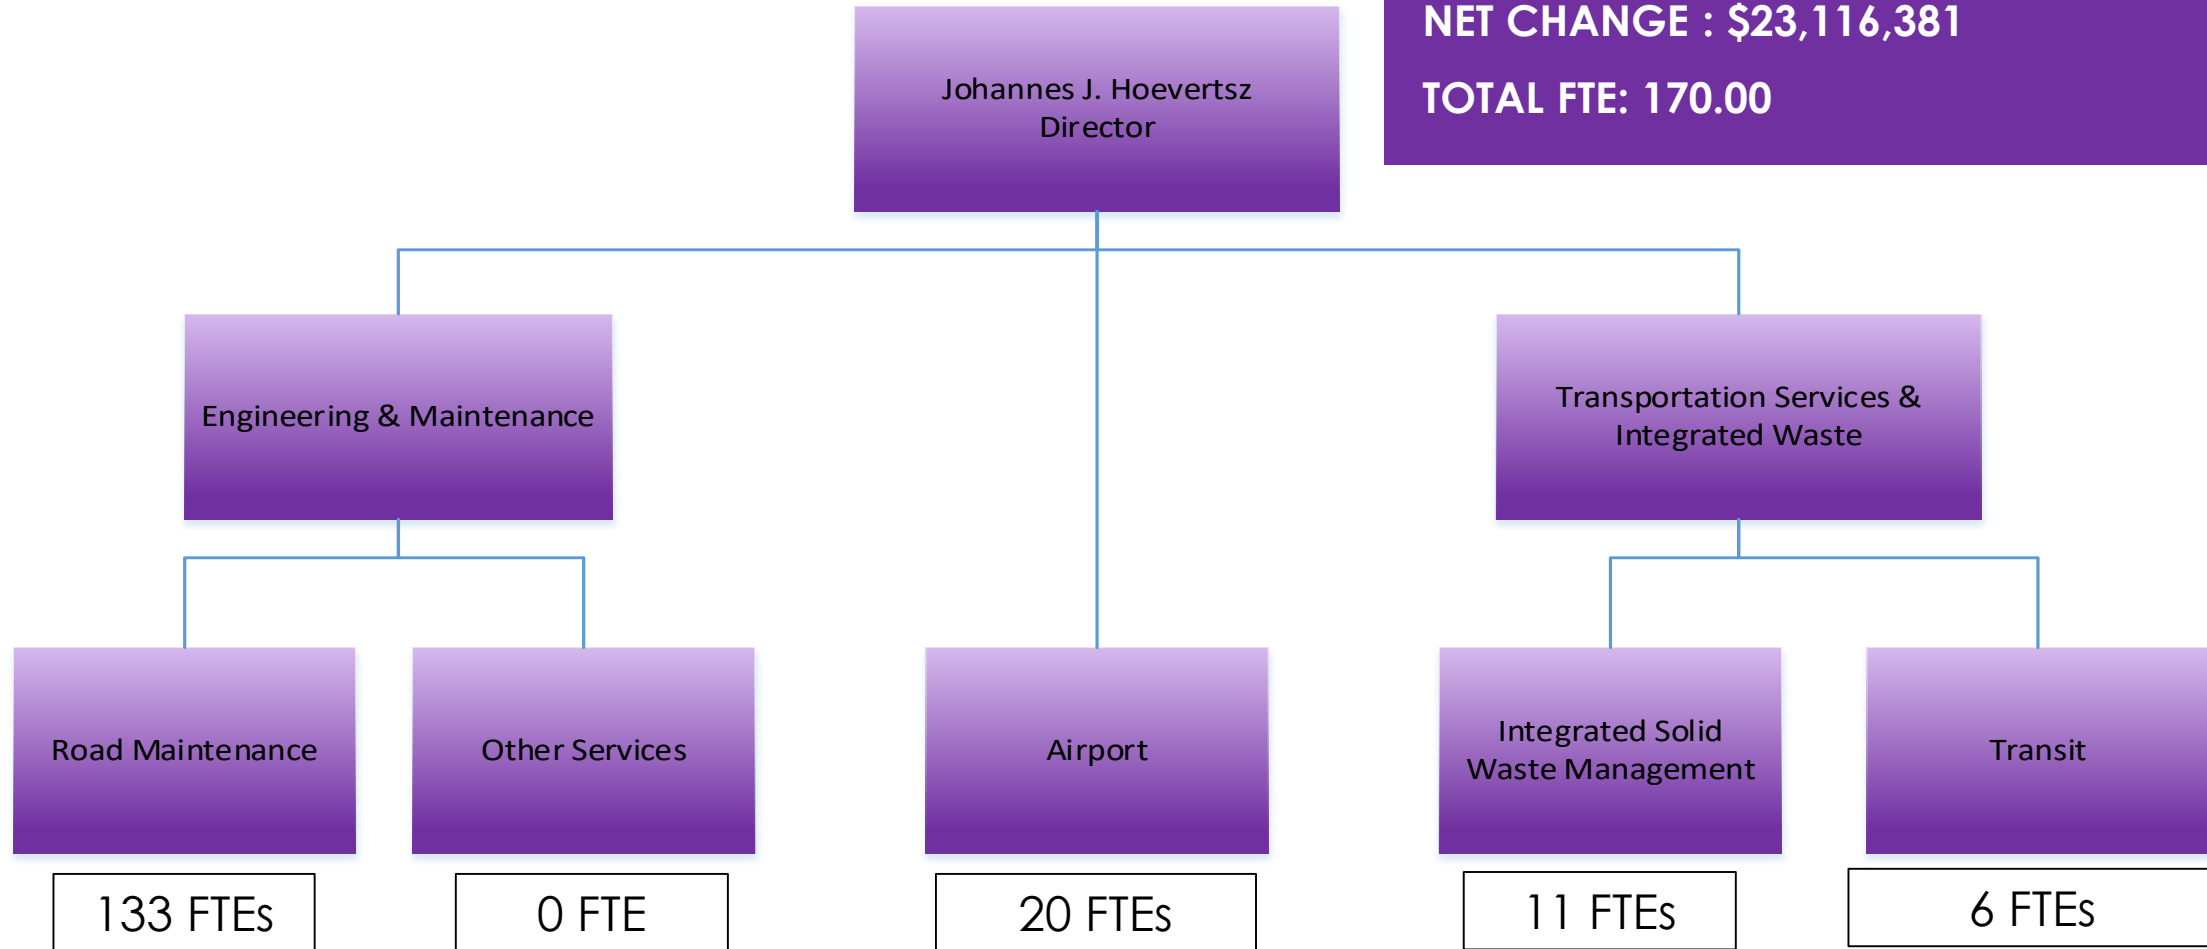 NET CHANGE : $23,116,381
TOTAL FTE: 170.00
Johannes J. Hoevertsz
Director
Engineering & Maintenance
Transportation Services &
Integrated Waste
Road Maintenance
Other Services
Airport
Integrated Solid
Waste Management
Transit
133 FTEs
0 FTE
20 FTEs
11 FTEs
6 FTEs